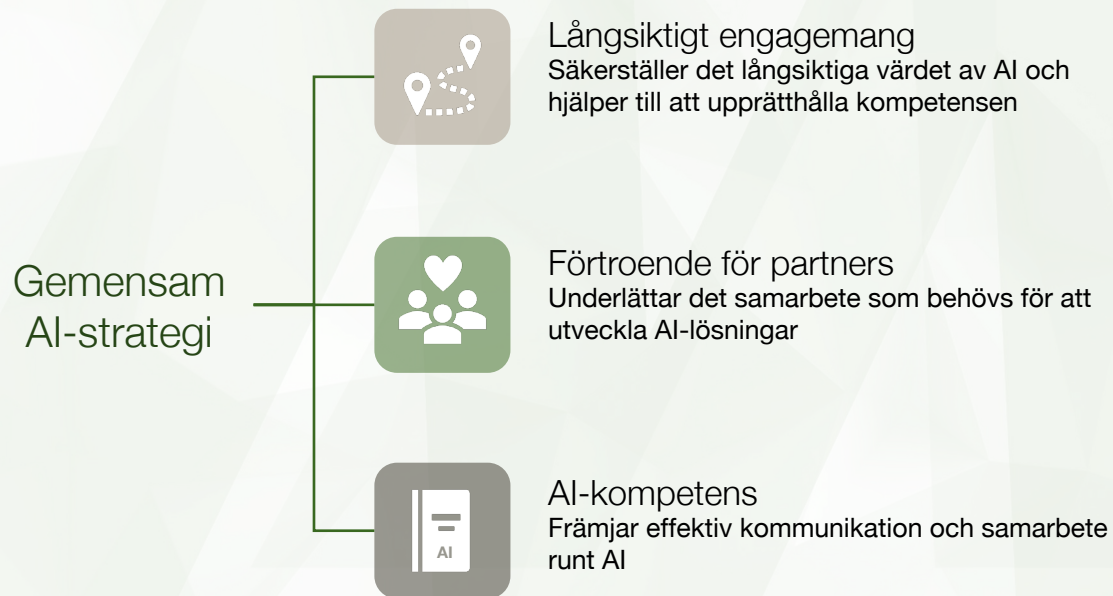 Långsiktigt engagemang
Säkerställer det långsiktiga värdet av AI och
hjälper till att upprätthålla kompetensen
Gemensam
AI-strategi
Förtroende för partners
Underlättar det samarbete som behövs för att
utveckla AI-lösningar
AI-kompetens
Främjar effektiv kommunikation och samarbete
runt AI
AI